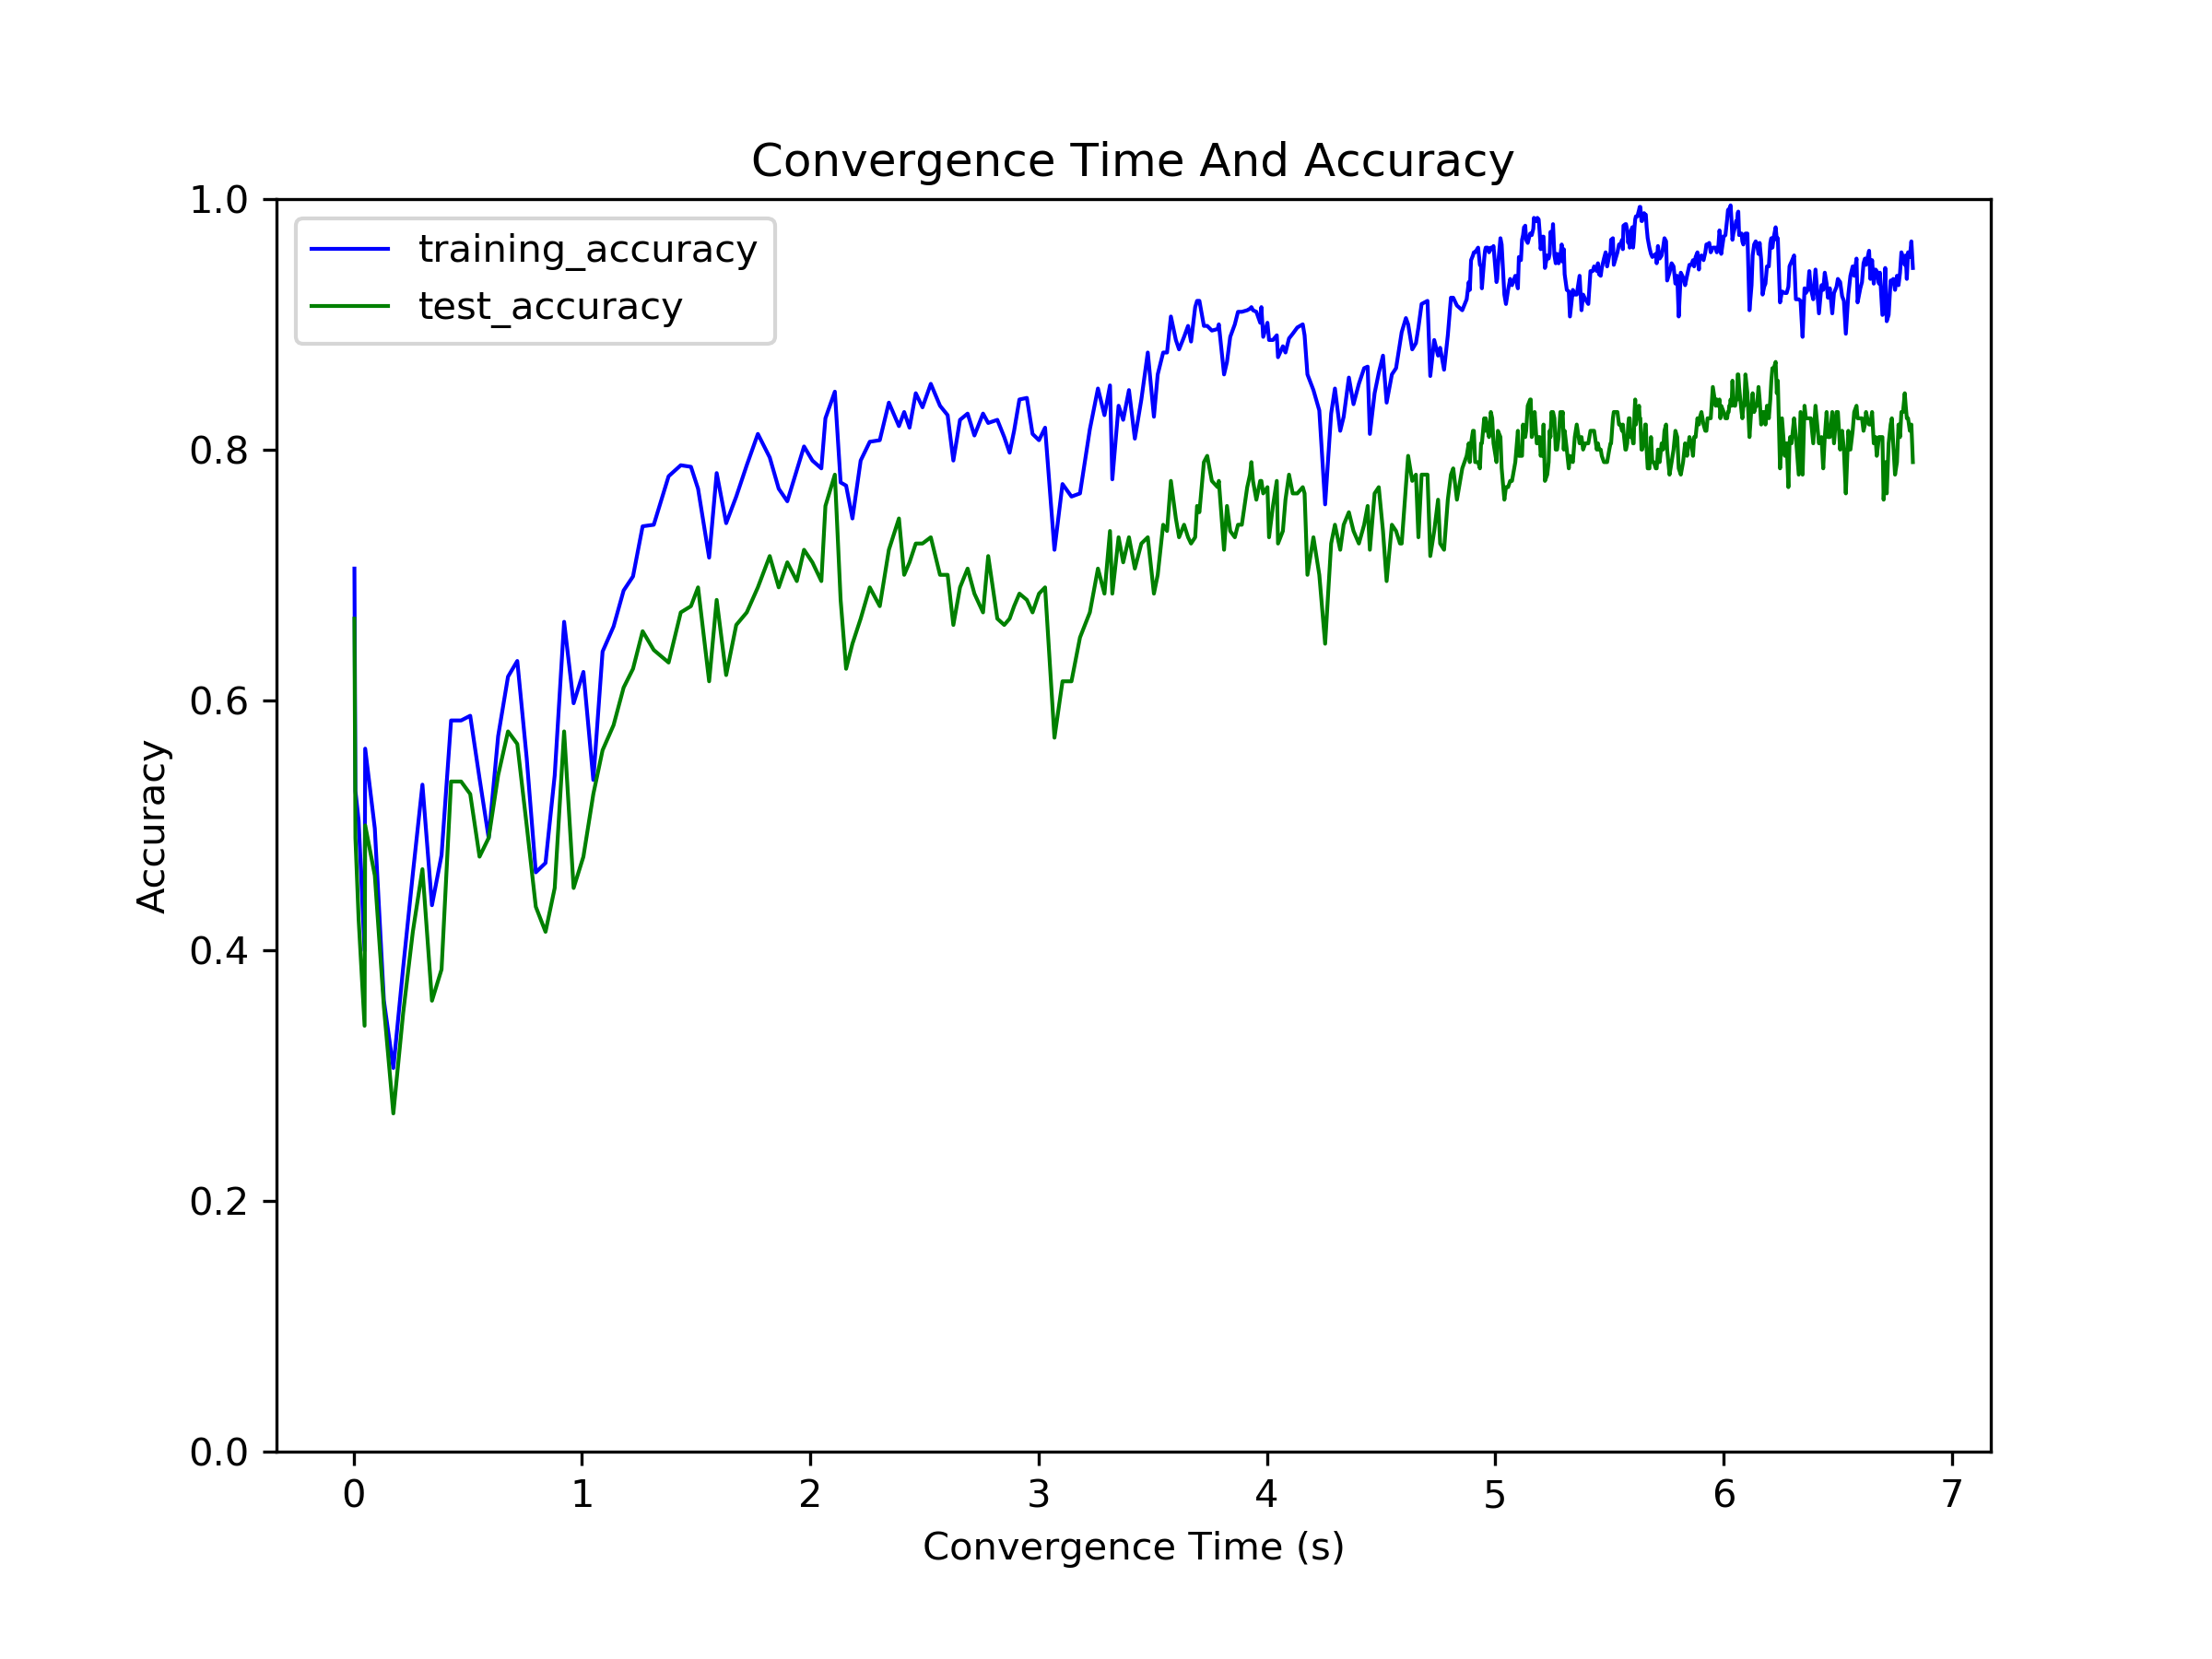 Convergence Time And Accuracy
training_accuracy
test_accuracy
1.0
0.8
0.6
0.4
0.2
0.0
Accuracy
0 1 2 3 4 5 6 7
Convergence Time (s)